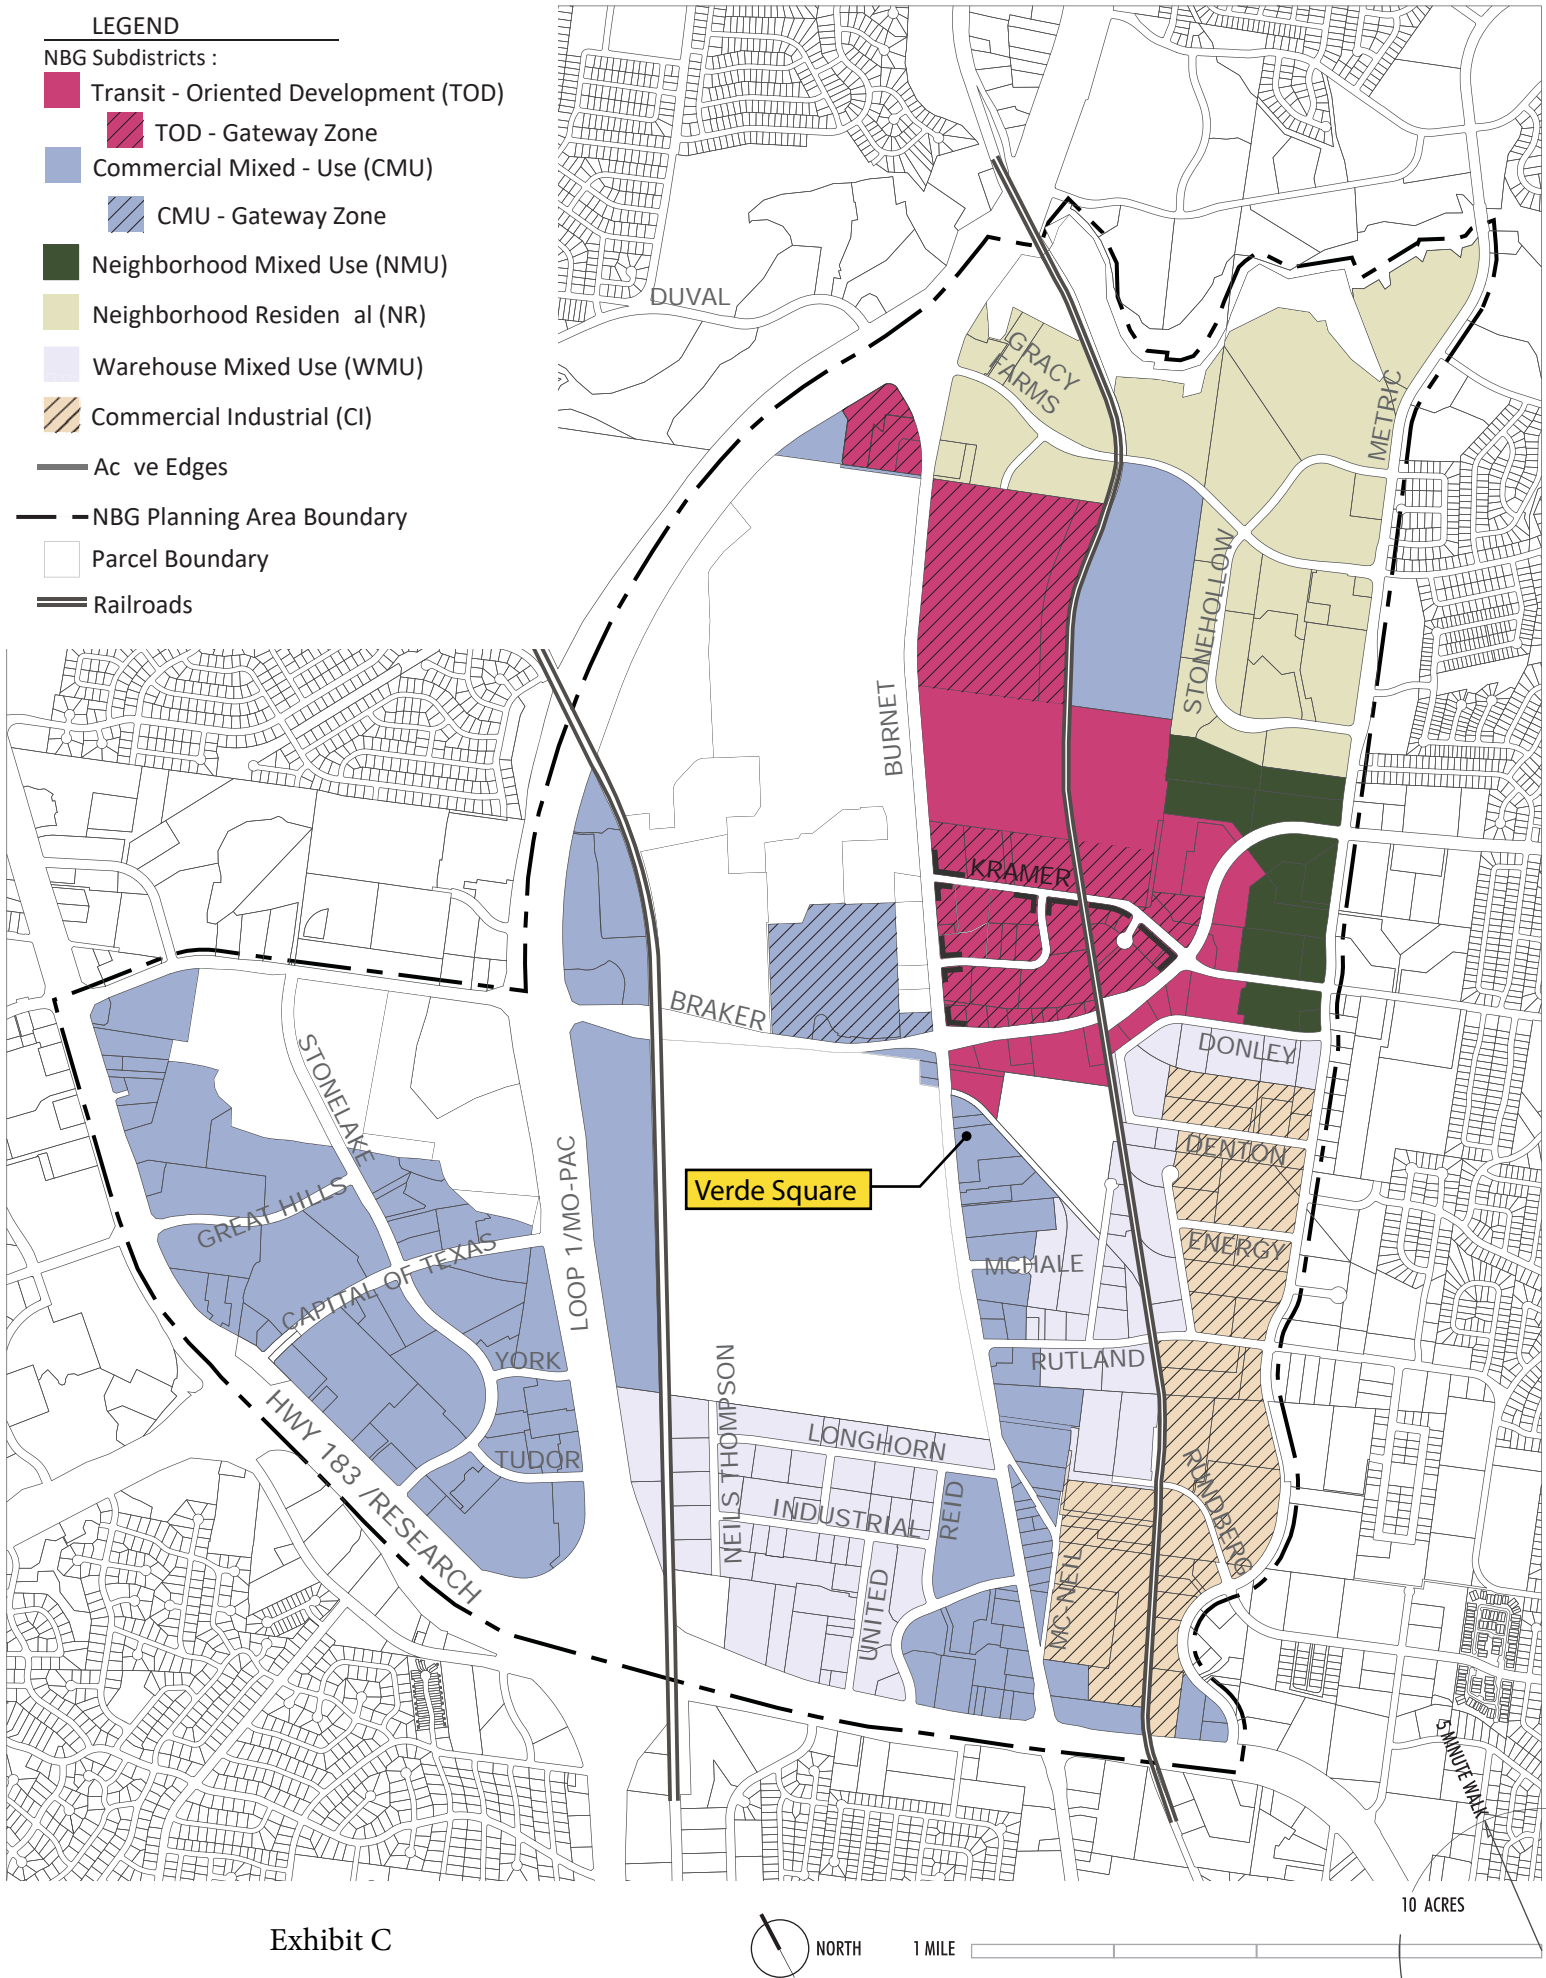 LEGEND
NBG Subdistricts :
Transit - Oriented Development (TOD)
TOD - Gateway Zone
Commercial Mixed - Use (CMU)
CMU - Gateway Zone
Neighborhood Mixed Use (NMU)
Neighborhood Residen al (NR)
Warehouse Mixed Use (WMU)
Commercial Industrial (CI)
Ac ve Edges
NBG Planning Area Boundary
Parcel Boundary
Railroads
DUVAL
GRACY
FARMS
METRIC
STONEHOLLOW
BURNET
KRAMER
BRAKER
DONLEY
STONELAKE
DENTON
LOOP 1/MO-PAC
Verde Square
GREAT HILLS
ENERGY
CAPITAL OF TEXAS
MCHALE
YORK
RUTLAND
NEILS THOMPSON
HWY 183 /RESEARCH
LONGHORN
TUDOR
RUNDBERG
REID
INDUSTRIAL
MC NEIL
UNITED
5 MINUTE WALK
10 ACRES
Exhibit C
NORTH
1 MILE